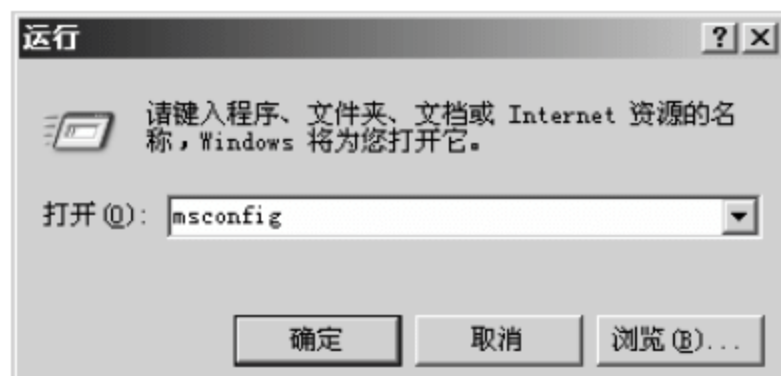 运行
请键入程序、文件夹、文档或 Internet 资源的名
称，Windows 将为您打开它。
打开(O): msconfig
确定 取消 浏览(B)...